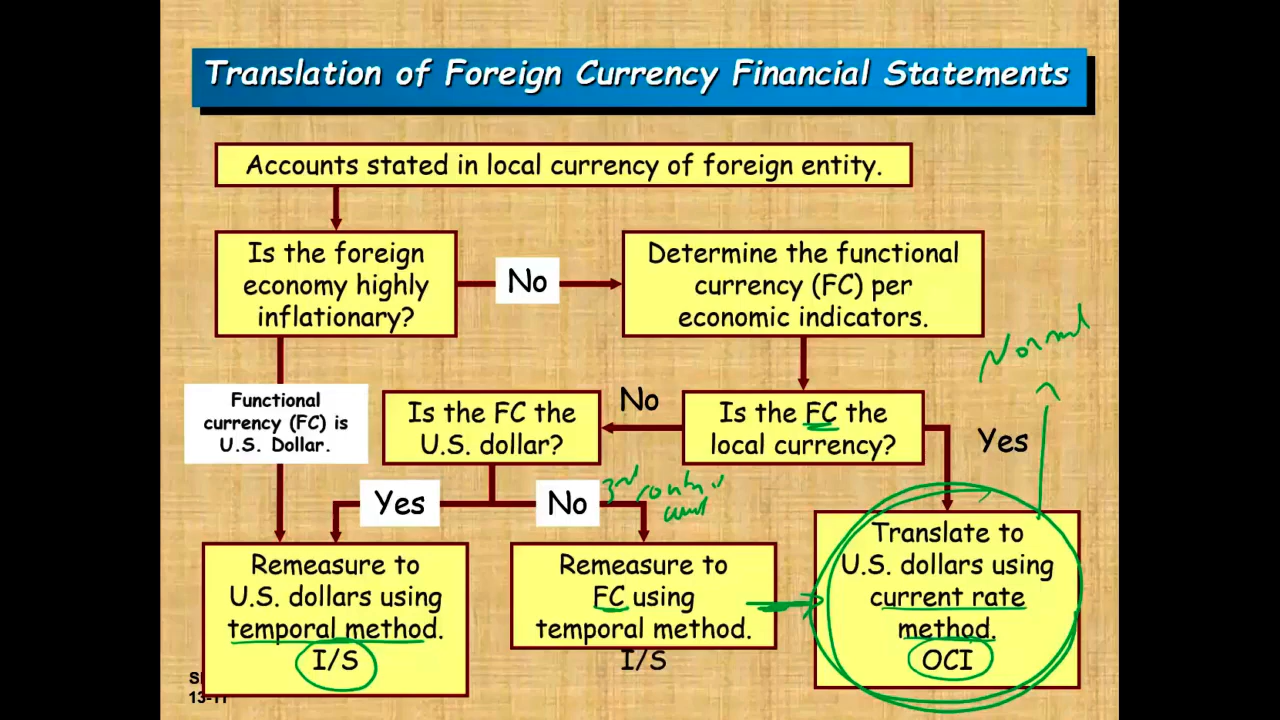 Translation of Foreign Currency Financial Statements
Accounts stated in local currency of foreign entity.
Is the foreign
economy highly
inflationary?
No
Determine the functional
currency (FC) per
economic indicators.
Normal
Functional
currency (FC) is
U.S. Dollar.
Is the FC the
U.S. dollar?
No
Is the FC the
local currency?
Yes
Yes
No
3rd
Remeasure to
U.S. dollars using
temporal method.
I/S
Remeasure to
FC using
temporal method.
I/S
Translate to
U.S. dollars using
current rate
method.
OCI